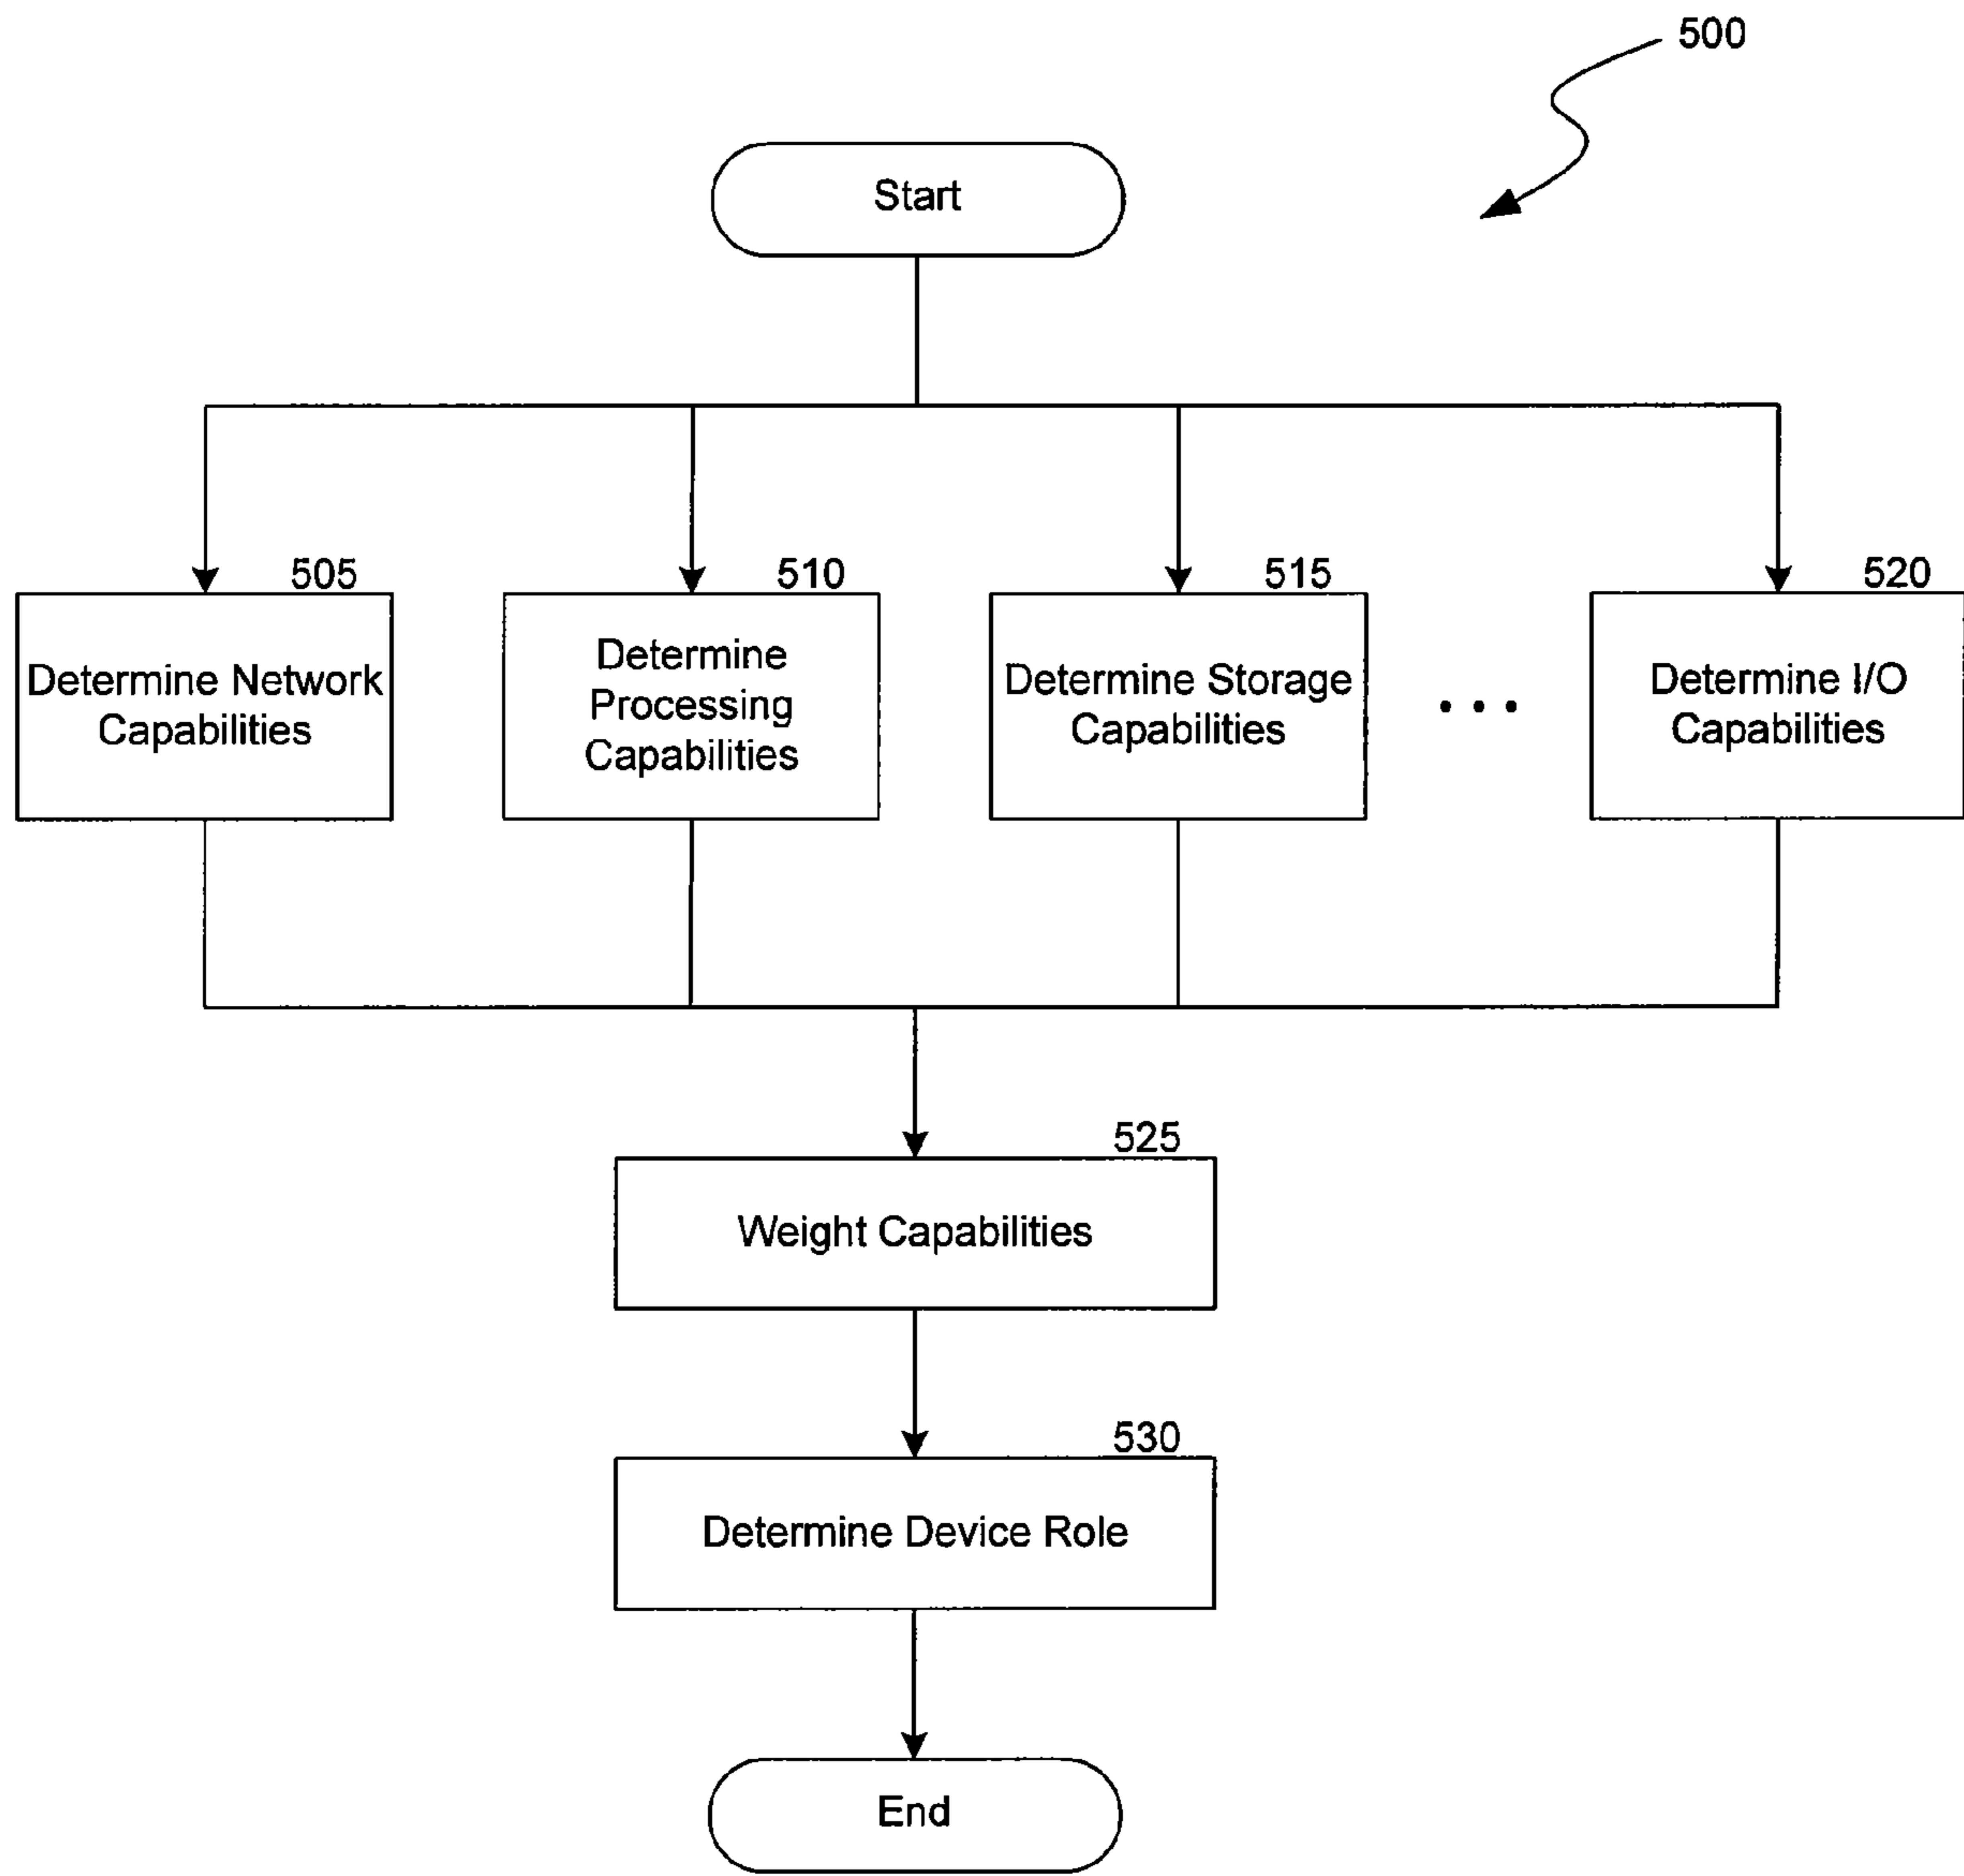 500
Start
505
Determine Network
Capabilities
510
Determine
Processing
Capabilities
515
Determine Storage
Capabilities
...
520
Determine I/O
Capabilities
525
Weight Capabilities
530
Determine Device Role
End